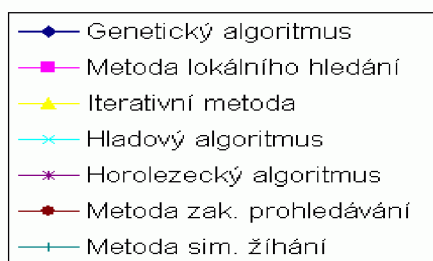 Genetický algoritmus
Metoda lokálního hledání
Iterativní metoda
Hladový algoritmus
Horolezecký algoritmus
Metoda zak. prohledávání
Metoda sim. žíhání